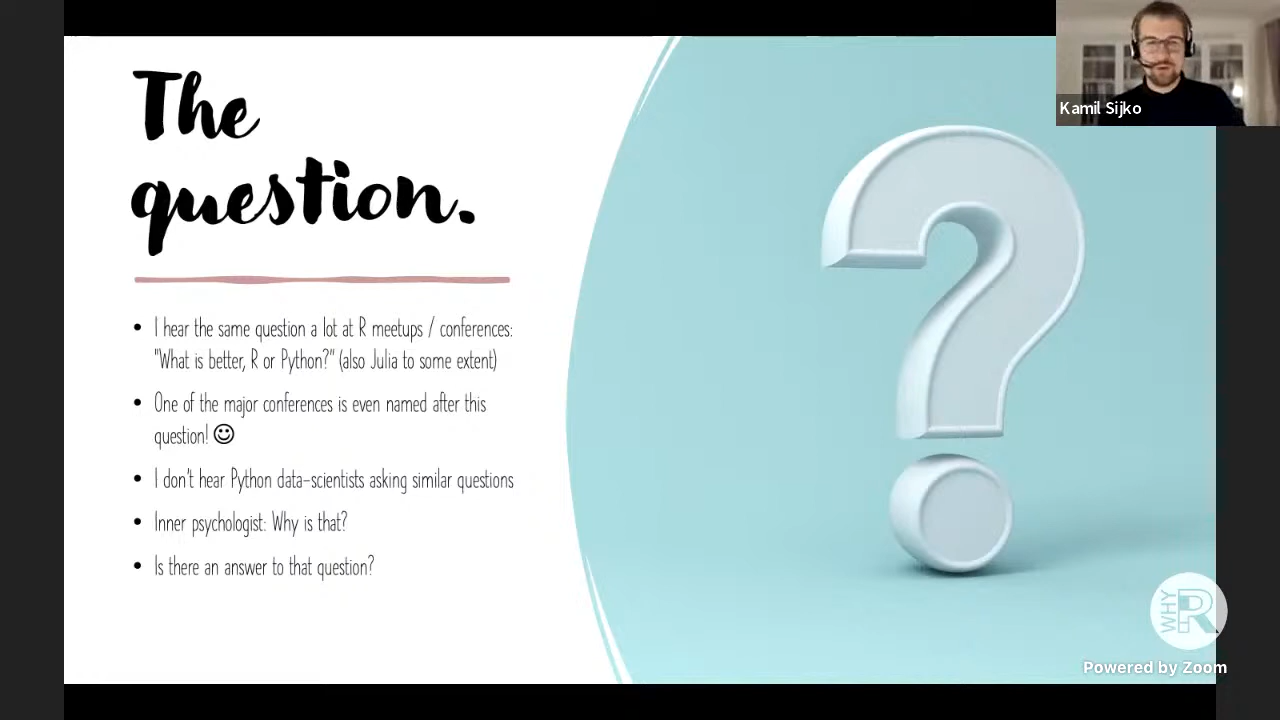 The
question.
• I hear the same question a lot at R meetups / conferences:
"What is better, R or Python?" (also Julia to some extent)
• One of the major conferences is even named after this
question! ☺
• I don't hear Python data-scientists asking similar questions
• Inner psychologist: Why is that?
• Is there an answer to that question?
Kamil Sijko
WHY R
Powered by Zoom